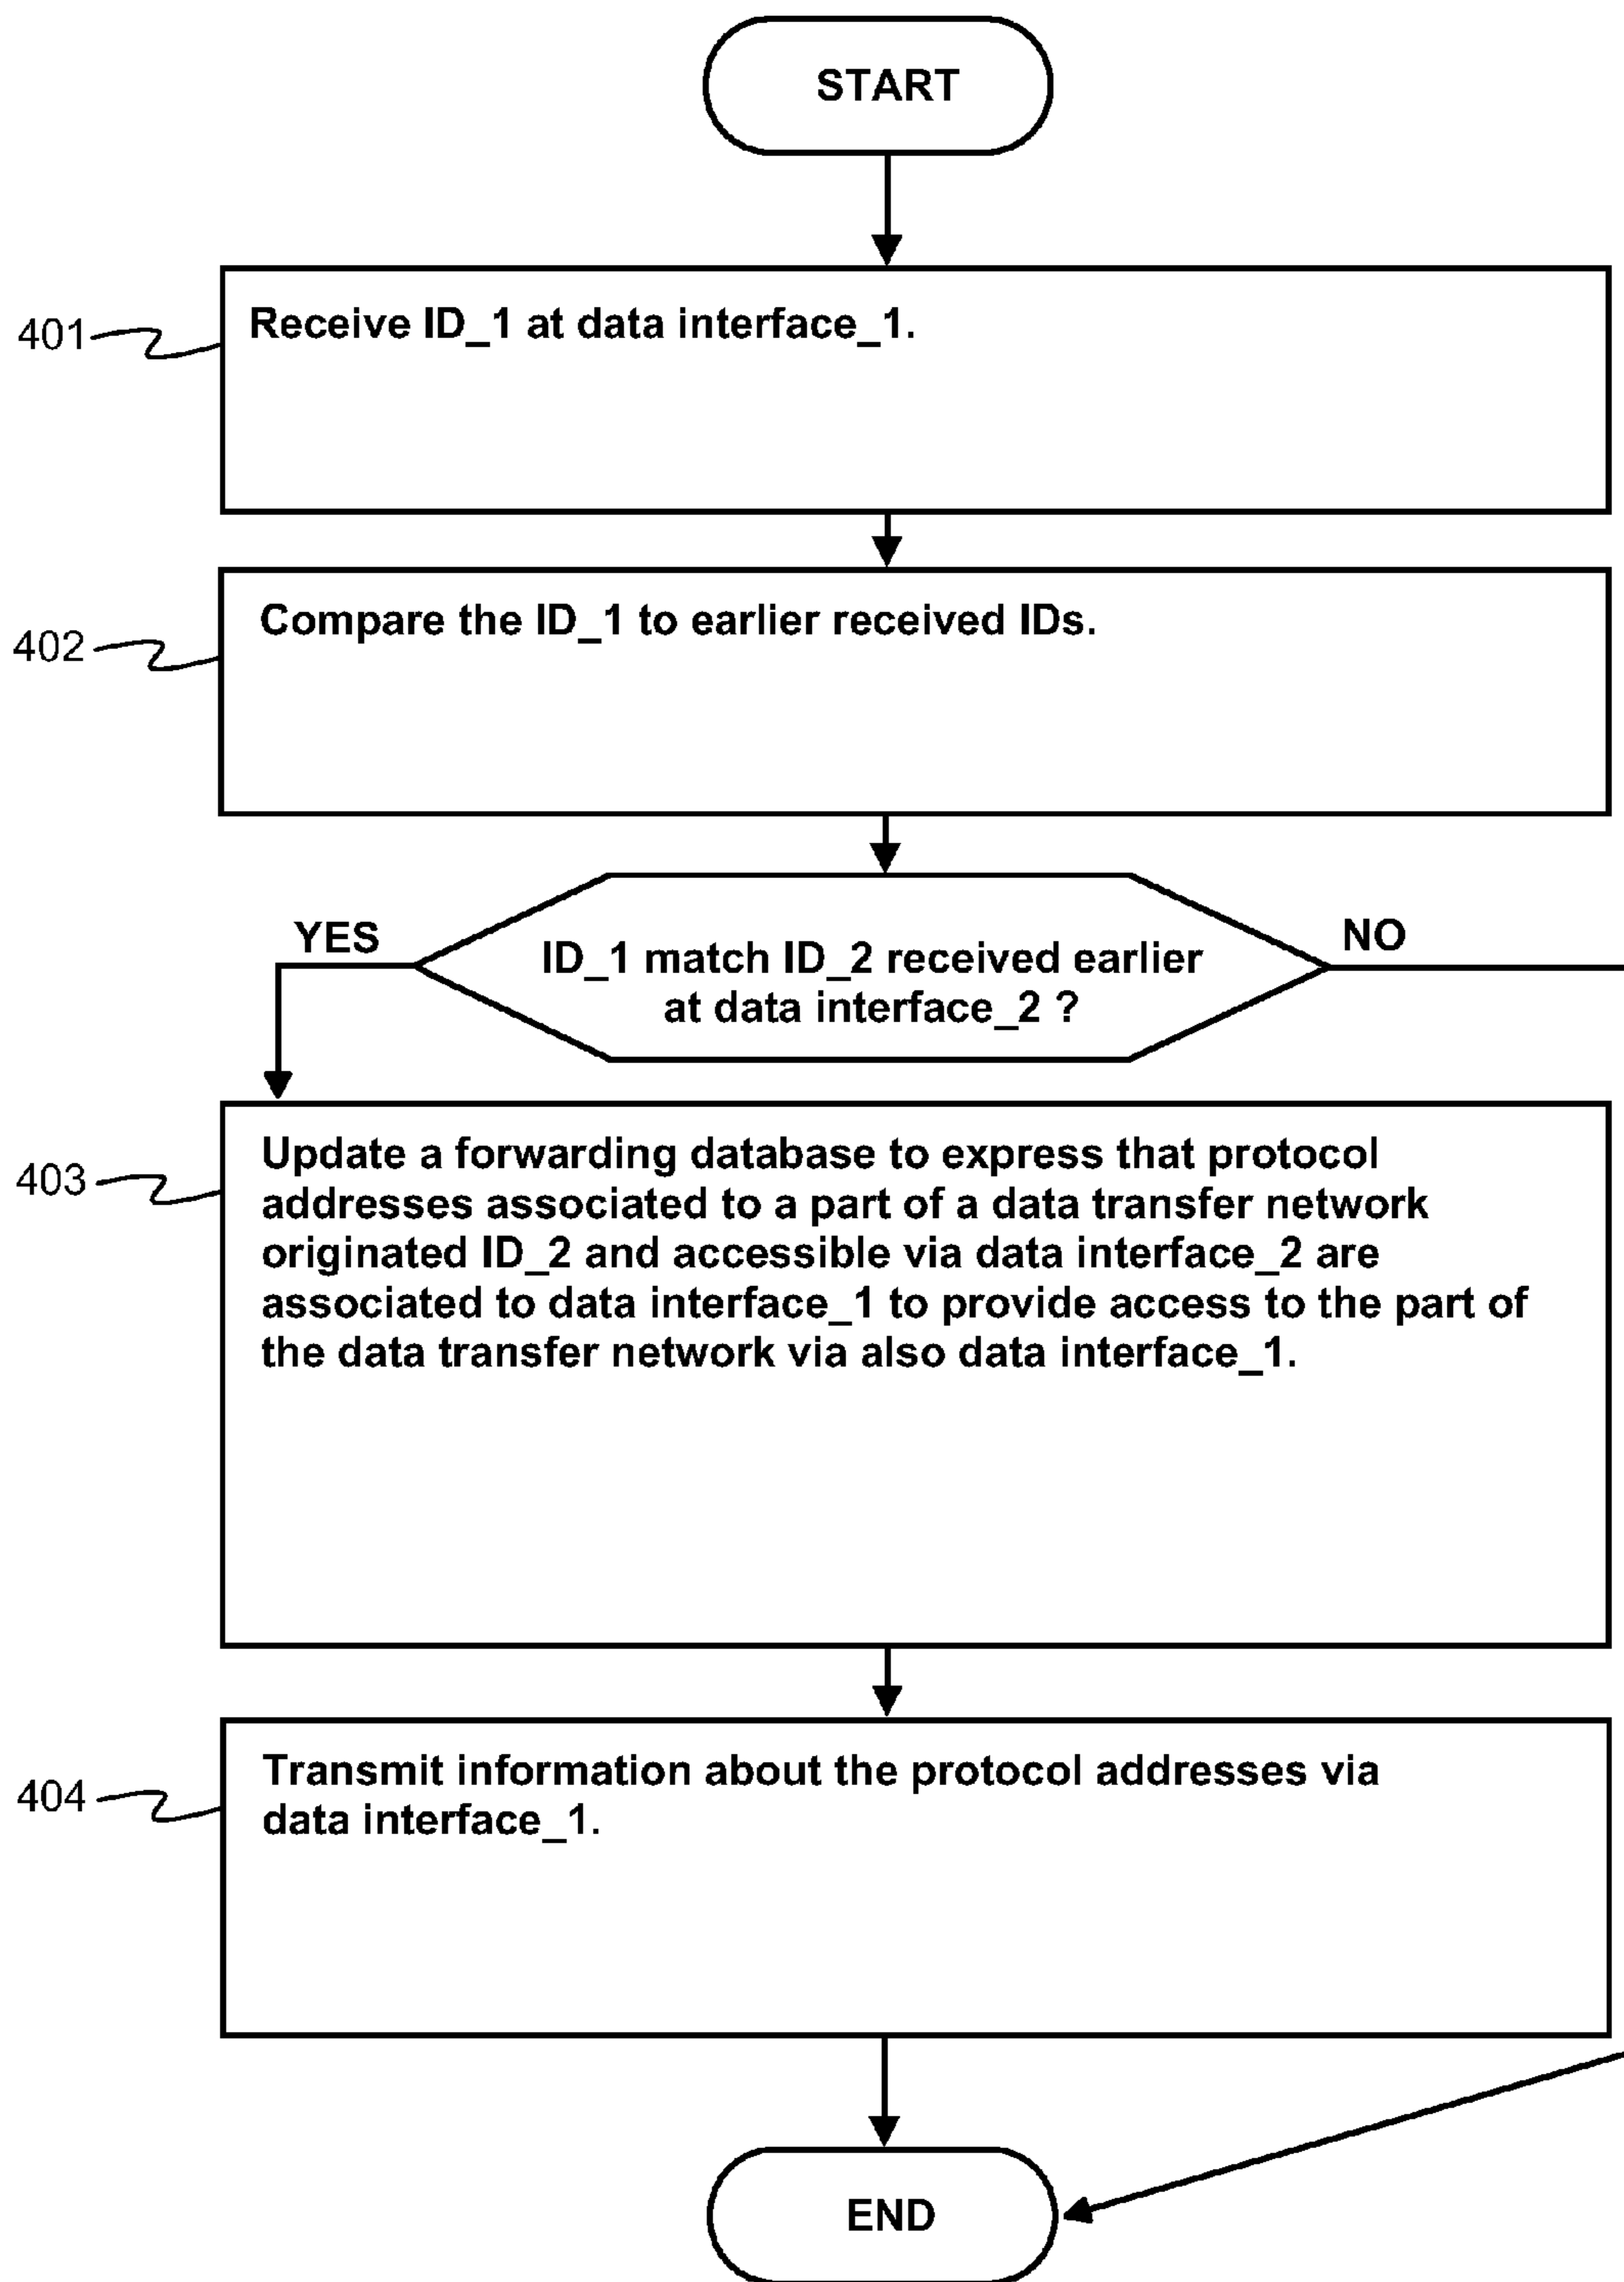 START
401
Receive ID_1 at data interface_1.
402
Compare the ID_1 to earlier received IDs.
YES
NO
ID_1 match ID_2 received earlier
at data interface_2 ?
403
Update a forwarding database to express that protocol
addresses associated to a part of a data transfer network
originated ID_2 and accessible via data interface_2 are
associated to data interface_1 to provide access to the part of
the data transfer network via also data interface_1.
404
Transmit information about the protocol addresses via
data interface_1.
END